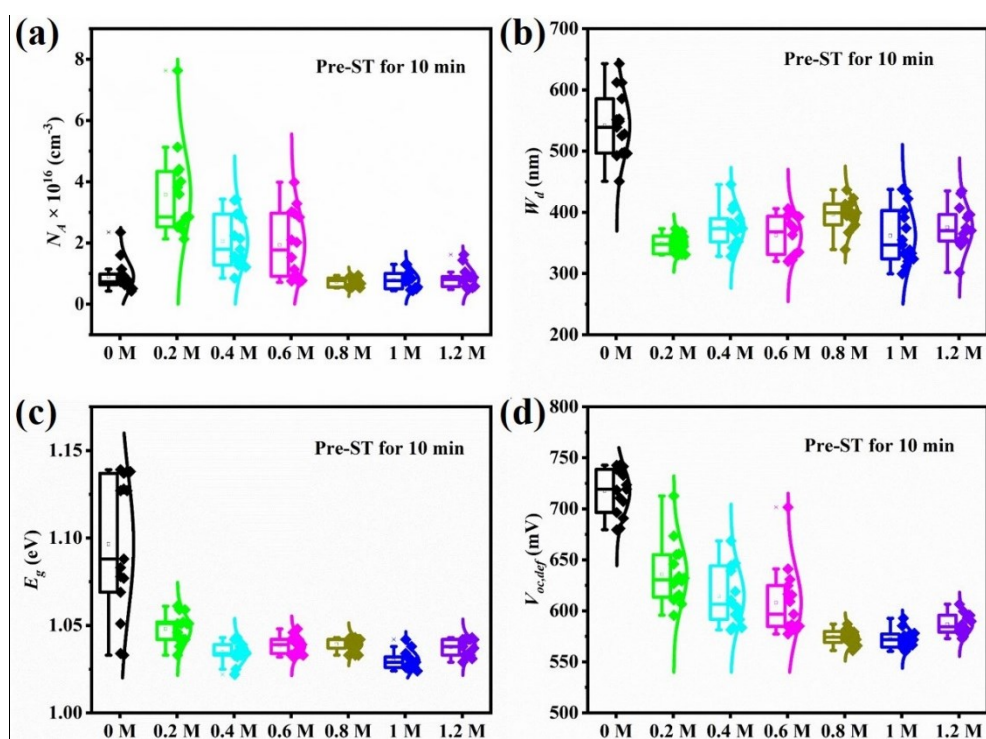 (a)
Pre-ST for 10 min
N_A × 10^16 (cm^-3)
8
6
4
2
0
0 M 0.2 M 0.4 M 0.6 M 0.8 M 1 M 1.2 M
(b)
Pre-ST for 10 min
W_d (nm)
700
600
500
400
300
200
0 M 0.2 M 0.4 M 0.6 M 0.8 M 1 M 1.2 M
(c)
Pre-ST for 10 min
E_g (eV)
1.15
1.10
1.05
1.00
0 M 0.2 M 0.4 M 0.6 M 0.8 M 1 M 1.2 M
(d)
Pre-ST for 10 min
V_oc,def (mV)
800
750
700
650
600
550
500
0 M 0.2 M 0.4 M 0.6 M 0.8 M 1 M 1.2 M